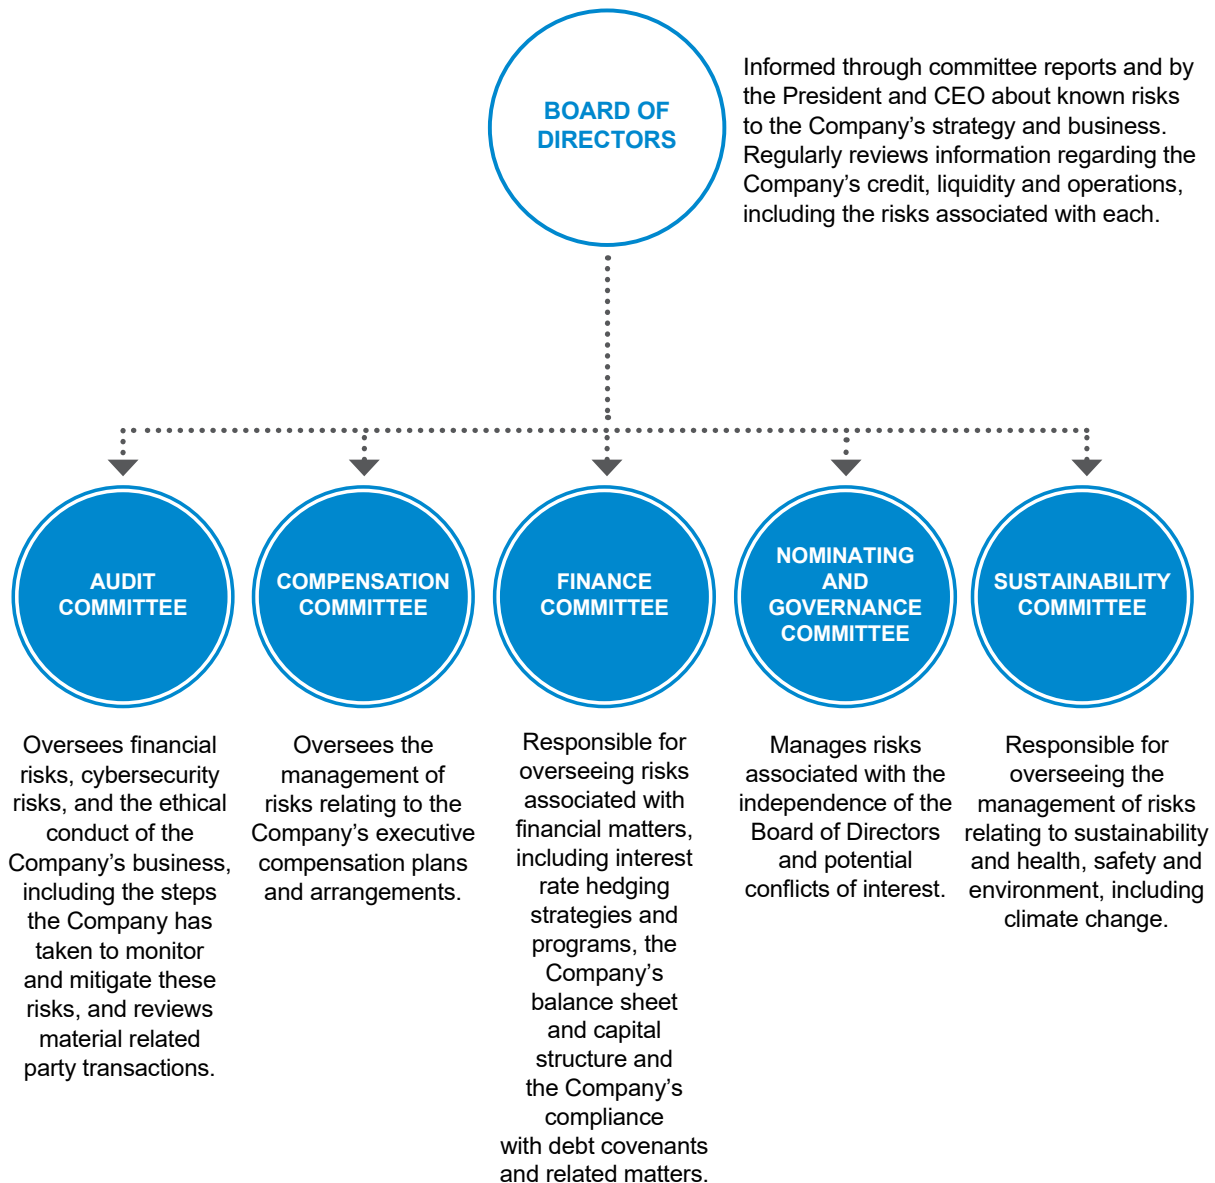 BOARD OF
DIRECTORS
Informed through committee reports and by
the President and CEO about known risks
to the Company’s strategy and business.
Regularly reviews information regarding the
Company’s credit, liquidity and operations,
including the risks associated with each.
AUDIT
COMMITTEE
COMPENSATION
COMMITTEE
FINANCE
COMMITTEE
NOMINATING
AND
GOVERNANCE
COMMITTEE
SUSTAINABILITY
COMMITTEE
Oversees financial
risks, cybersecurity
risks, and the ethical
conduct of the
Company’s business,
including the steps
the Company has
taken to monitor
and mitigate these
risks, and reviews
material related
party transactions.
Oversees the
management of
risks relating to the
Company’s executive
compensation plans
and arrangements.
Responsible for
overseeing risks
associated with
financial matters,
including interest
rate hedging
strategies and
programs, the
Company’s
balance sheet
and capital
structure and
the Company’s
compliance
with debt covenants
and related matters.
Manages risks
associated with the
independence of the
Board of Directors
and potential
conflicts of interest.
Responsible for
overseeing the
management of risks
relating to sustainability
and health, safety and
environment, including
climate change.